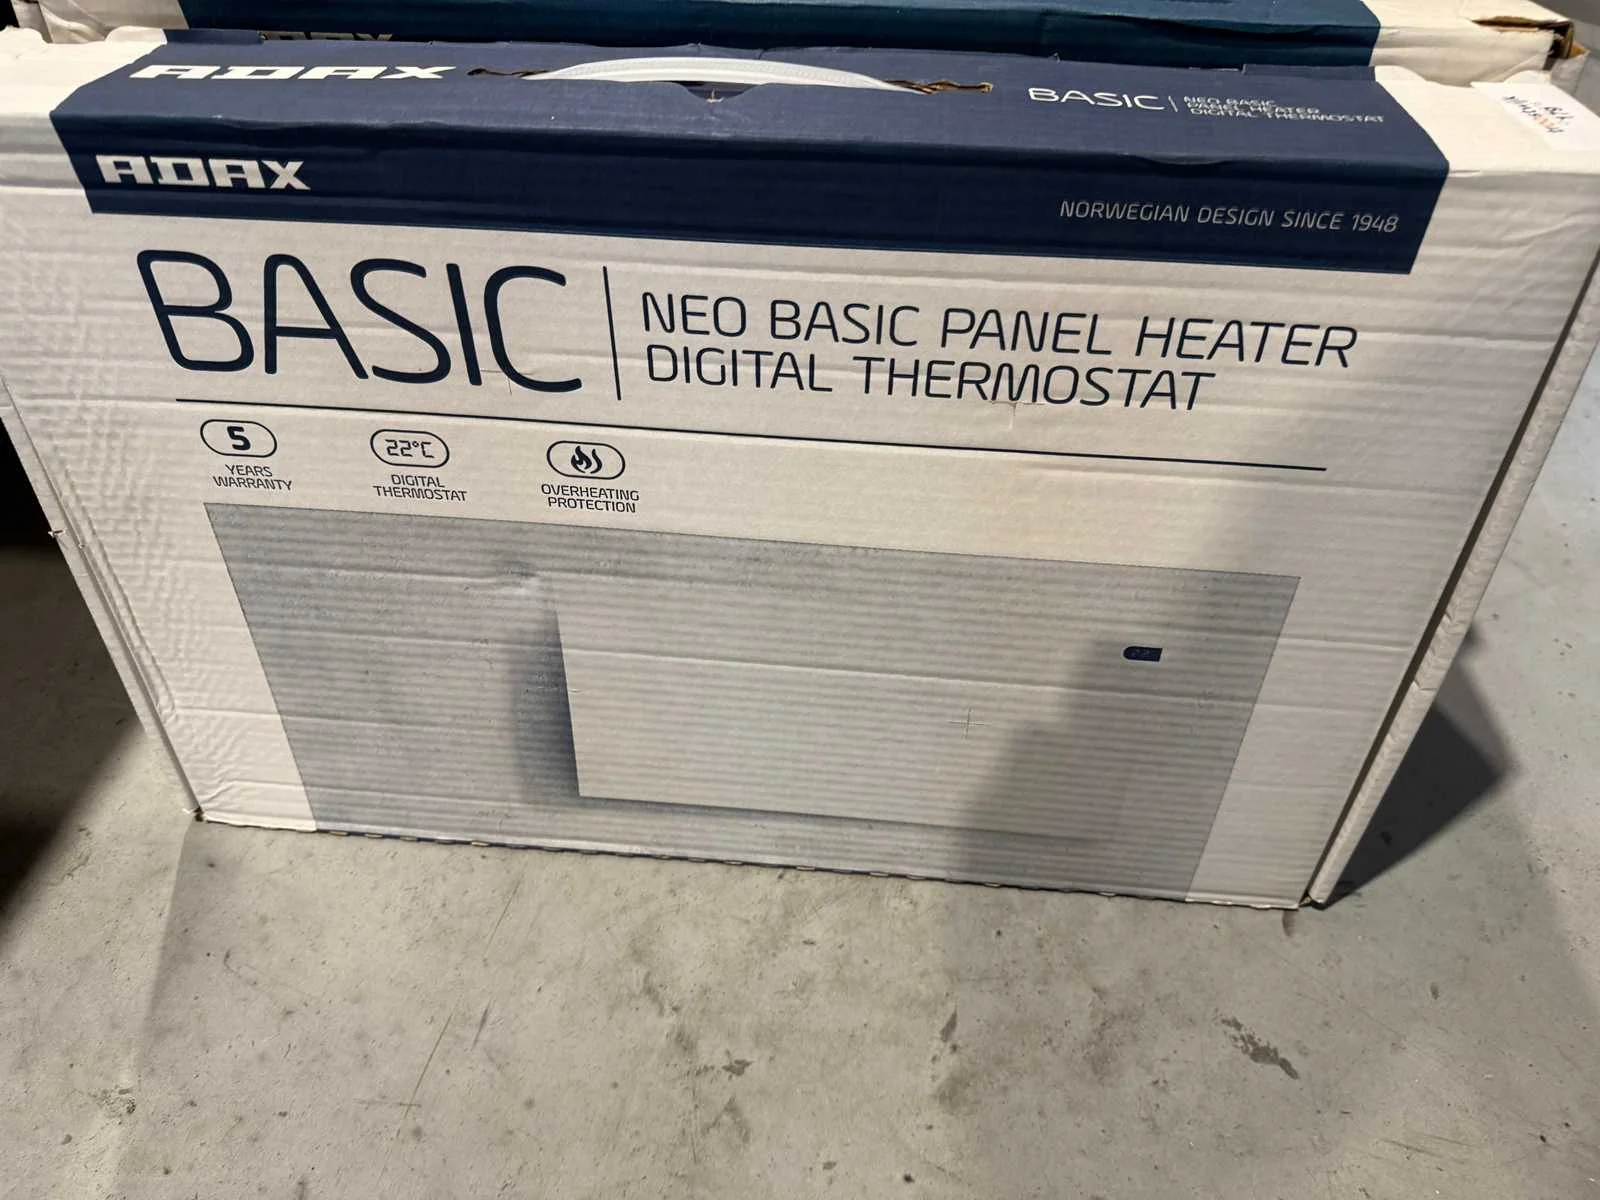 ADAX
BASIC | NEO BASIC
PANEL HEATER
DIGITAL THERMOSTAT
ADAX
NORWEGIAN DESIGN SINCE 1948
BASIC | NEO BASIC PANEL HEATER
DIGITAL THERMOSTAT
5
YEARS
WARRANTY
22°C
DIGITAL
THERMOSTAT
OVERHEATING
PROTECTION
22